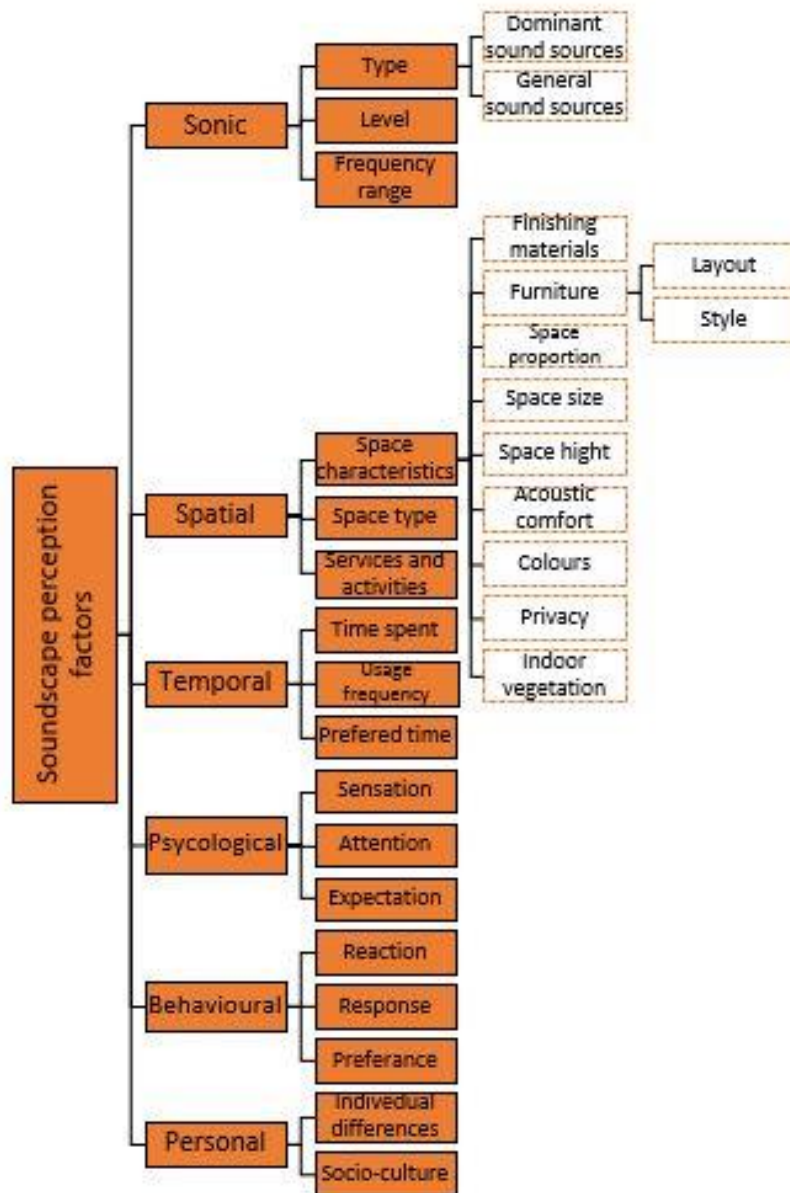 Dominant
sound sources
Type
General
sound sources
Sonic
Level
Frequency
range
Finishing
materials
Layout
Furniture
Style
Space
proportion
Space size
Space
characteristics
Space hight
Soundscape perception
factors
Spatial
Space type
Acoustic
comfort
Services and
activities
Colours
Time spent
Privacy
Temporal
Usage
frequency
Indoor
vegetation
Prefered time
Sensation
Psycological
Attention
Expectation
Reaction
Behavioural
Response
Preferance
Indivedual
differences
Personal
Socio-culture